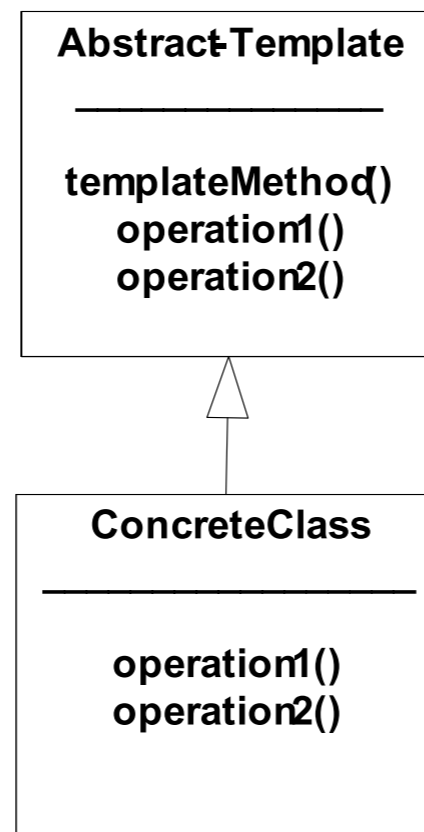 Abstract-Template
templateMethod()
operation1()
operation2()
ConcreteClass
operation1()
operation2()